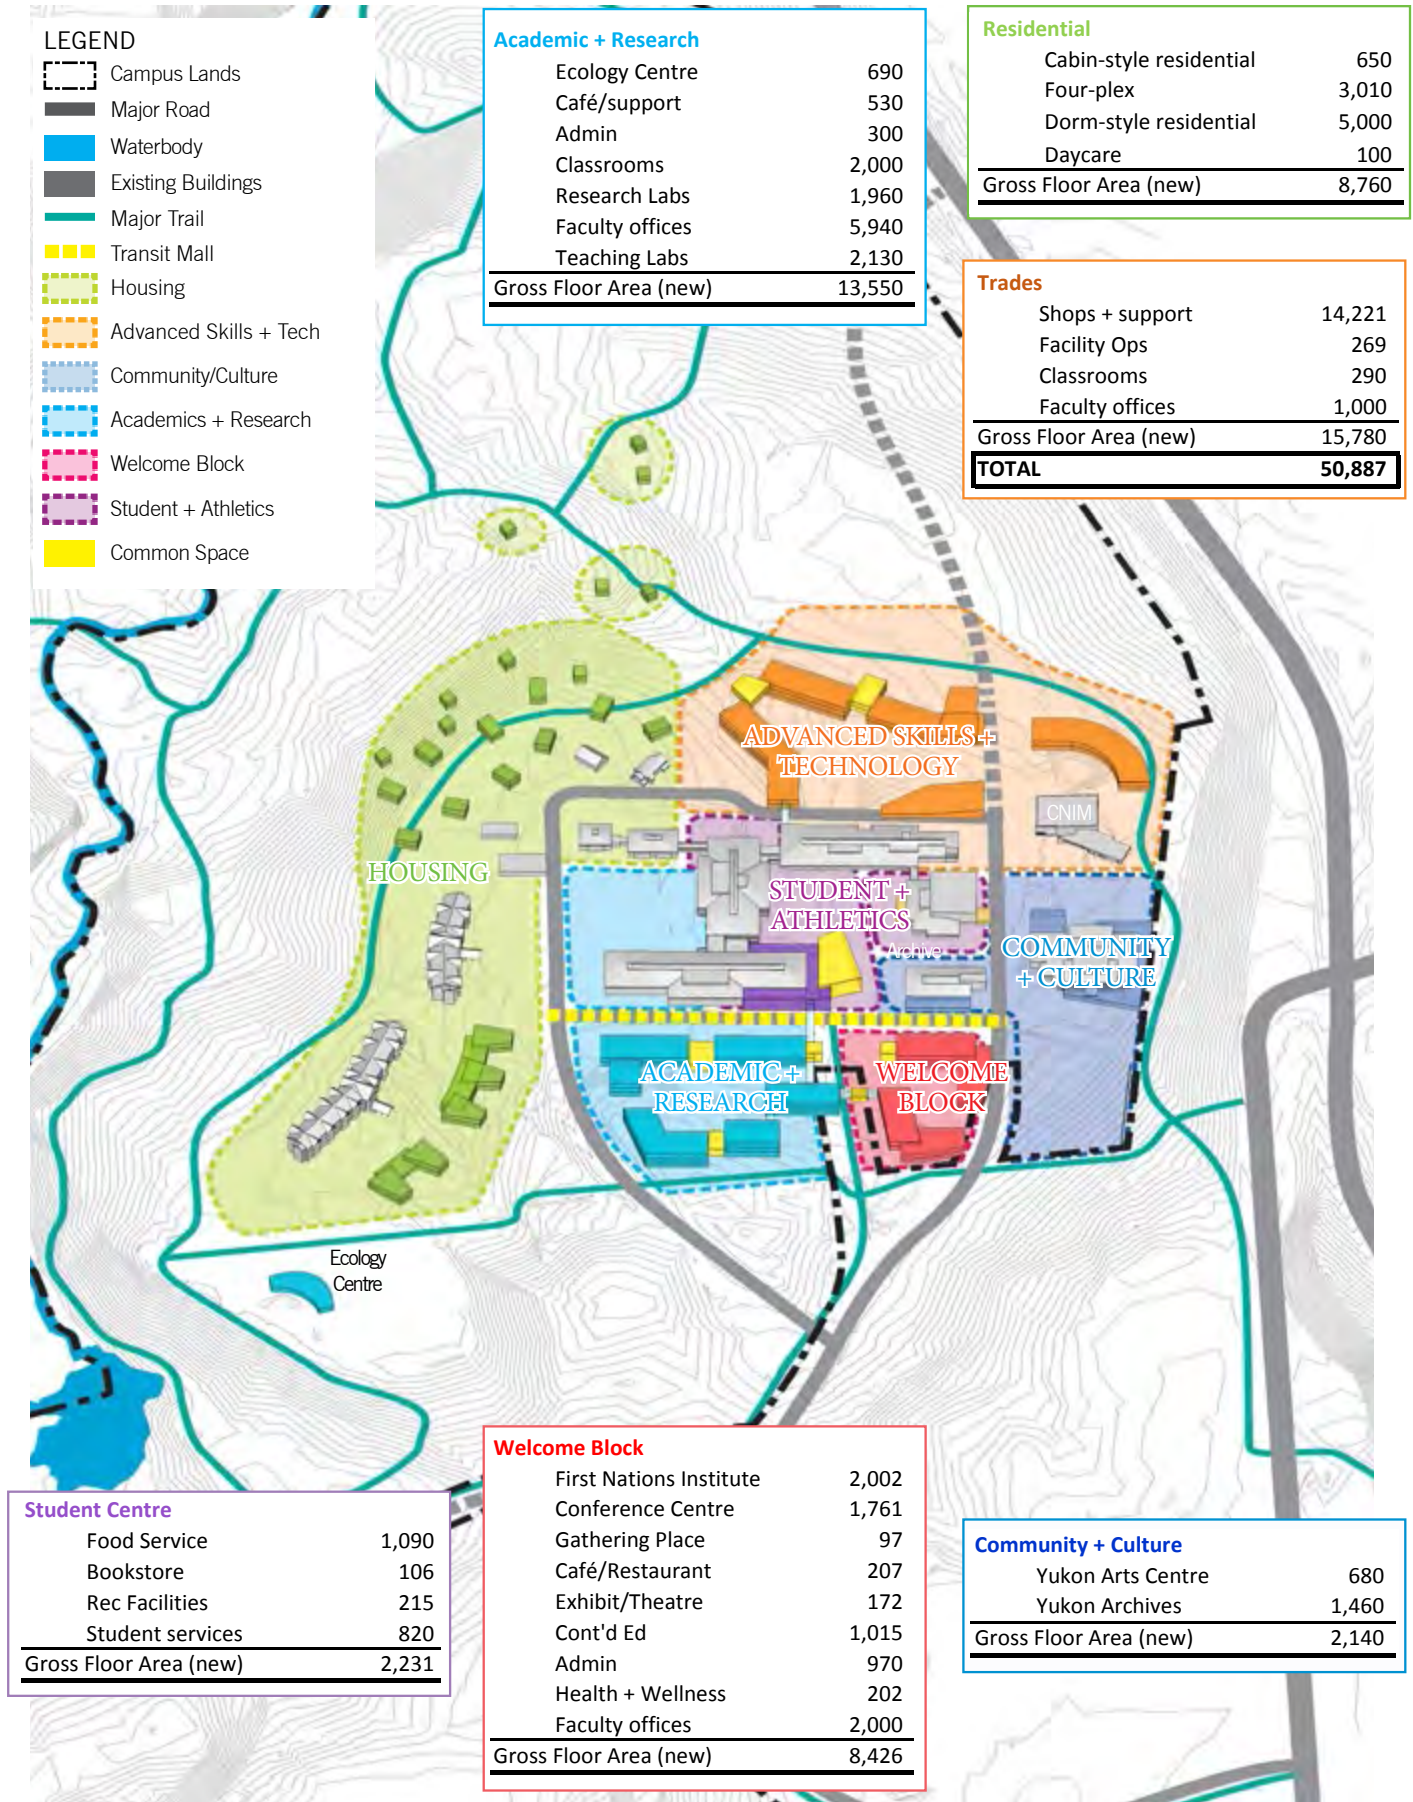 LEGEND
Campus Lands
Major Road
Waterbody
Existing Buildings
Major Trail
Transit Mall
Housing
Advanced Skills + Tech
Community/Culture
Academics + Research
Welcome Block
Student + Athletics
Common Space
Academic + Research
Ecology Centre 690
Café/support 530
Admin 300
Classrooms 2,000
Research Labs 1,960
Faculty offices 5,940
Teaching Labs 2,130
Gross Floor Area (new) 13,550
Residential
Cabin-style residential 650
Four-plex 3,010
Dorm-style residential 5,000
Daycare 100
Gross Floor Area (new) 8,760
Trades
Shops + support 14,221
Facility Ops 269
Classrooms 290
Faculty offices 1,000
Gross Floor Area (new) 15,780
TOTAL 50,887
ADVANCED SKILLS +
TECHNOLOGY
CNIM
HOUSING
STUDENT +
ATHLETICS
Archive
COMMUNITY
+ CULTURE
ACADEMIC +
RESEARCH
WELCOME
BLOCK
Ecology
Centre
Student Centre
Food Service 1,090
Bookstore 106
Rec Facilities 215
Student services 820
Gross Floor Area (new) 2,231
Welcome Block
First Nations Institute 2,002
Conference Centre 1,761
Gathering Place 97
Café/Restaurant 207
Exhibit/Theatre 172
Cont'd Ed 1,015
Admin 970
Health + Wellness 202
Faculty offices 2,000
Gross Floor Area (new) 8,426
Community + Culture
Yukon Arts Centre 680
Yukon Archives 1,460
Gross Floor Area (new) 2,140